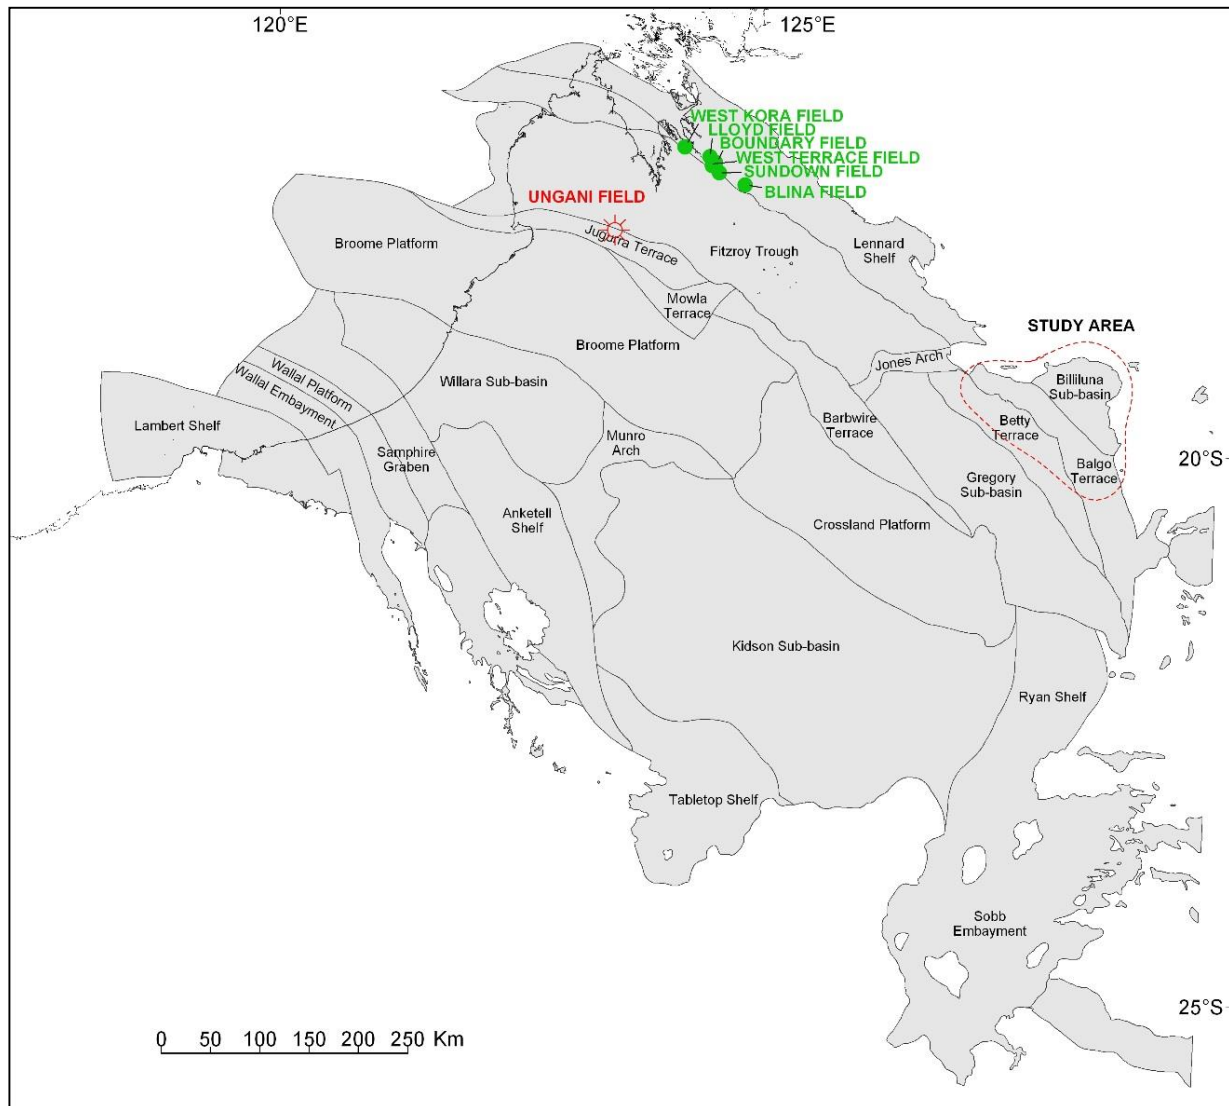 120°E
125°E
WEST KORA FIELD
LLOYD FIELD
BOUNDARY FIELD
WEST TERRACE FIELD
SUNDOWN FIELD
BLINA FIELD
UNGANI FIELD
Jugurra Terrace
Broome Platform
Fitzroy Trough
Lennard
Shelf
Mowla
Terrace
STUDY AREA
Broome Platform
Jones Arch
Wallal Platform
Wallal Embayment
Willara Sub-basin
Billiluna
Sub-basin
Lambert Shelf
Barbwire
Terrace
Betty
Terrace
Munro
Arch
Samphire
Graben
20°S
Balgo
Terrace
Gregory
Sub-basin
Anketell
Shelf
Crossland Platform
Kidson Sub-basin
Ryan Shelf
Tabletop Shelf
Sobb
Embayment
25°S
0 50 100 150 200 250 Km